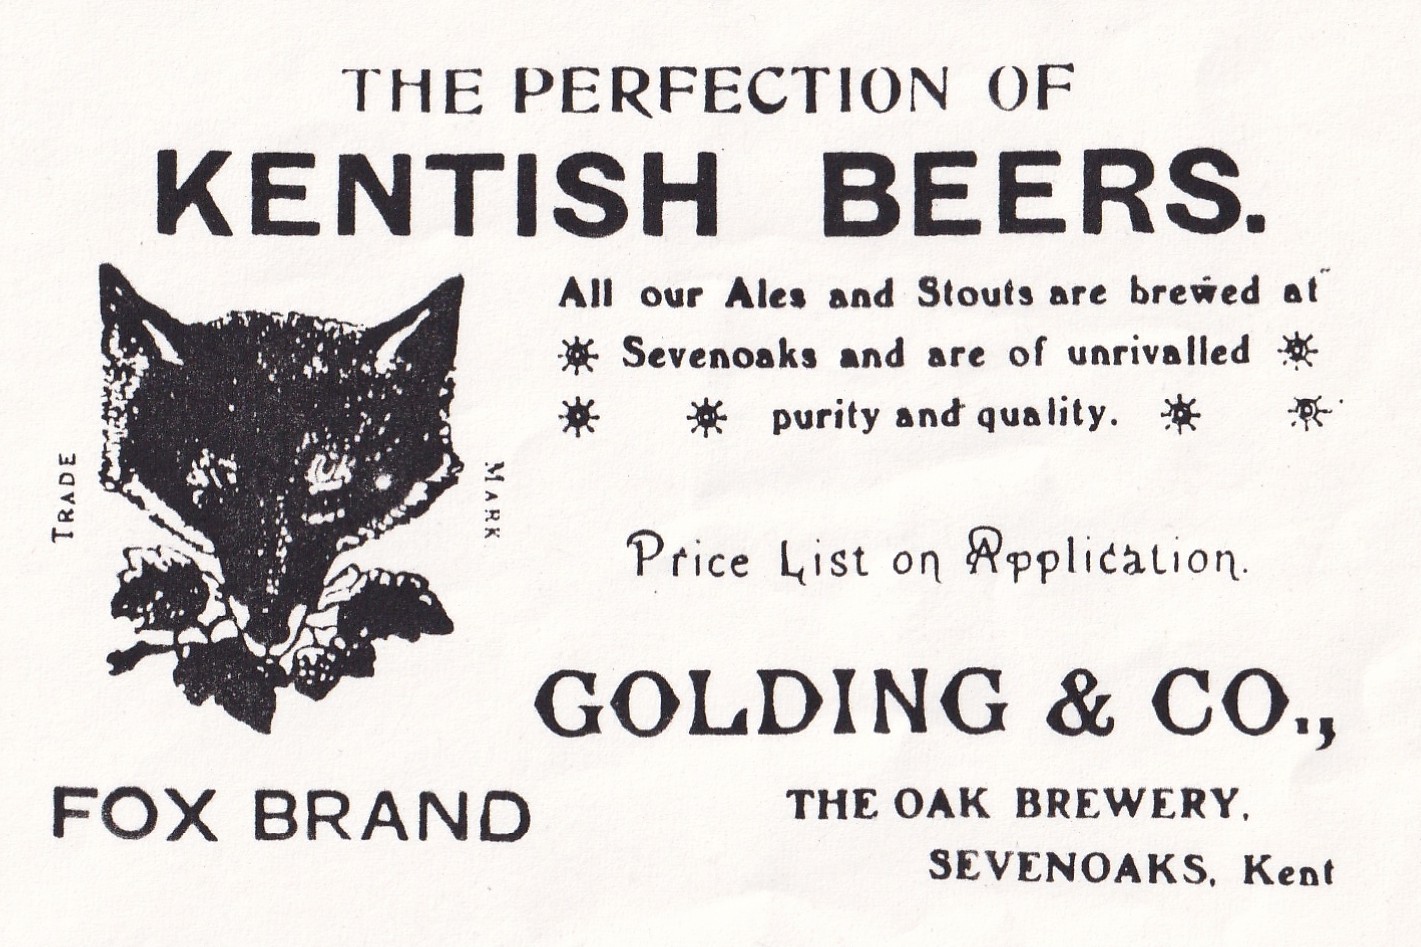 THE PERFECTION OF
KENTISH BEERS.
All our Ales and Stouts are brewed at
Sevenoaks and are of unrivalled
purity and quality.
TRADE
MARK
Price List on Application.
GOLDING & CO.,
FOX BRAND
THE OAK BREWERY,
SEVENOAKS, Kent